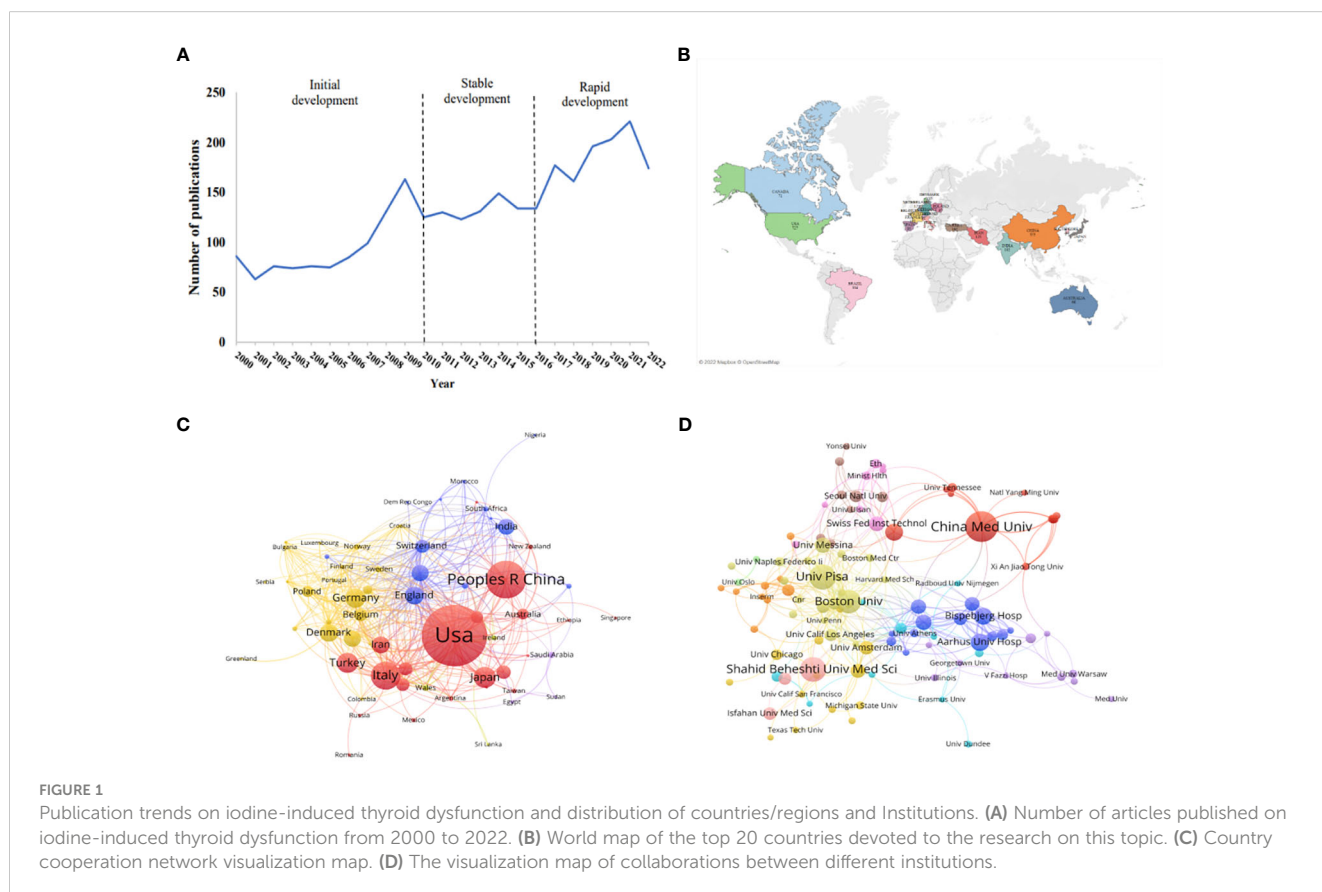 A
Initial
development
Stable
development
Rapid
development
250
200
150
100
50
0
Number of publications
2000
2001
2002
2003
2004
2005
2006
2007
2008
2009
2010
2011
2012
2013
2014
2015
2016
2017
2018
2019
2020
2021
2022
Year
B
CANADA
USA
BRAZIL
CHINA
INDIA
AUSTRALIA
© 2022 Mapbox © OpenStreetMap
C
Nigeria
Morocco
Dem Rep Congo
South Africa
Croatia
India
Luxembourg
Norway
Switzerland
New Zealand
Bulgaria
Finland
Sweden
Peoples R China
Portugal
Serbia
Poland
Germany
England
Belgium
Australia
Ethiopia
Singapore
Denmark
Usa
Ireland
Iran
Saudi Arabia
Greenland
Turkey
Italy
Japan
Wales
Taiwan
Sudan
Colombia
Argentina
Egypt
Russia
Mexico
Sri Lanka
Romania
D
Yonsei Univ
Eth
Minist Hlth
Univ Tennessee
Natl Yang Ming Univ
Seoul Natl Univ
Univ Ulsan
Swiss Fed Inst Technol
China Med Univ
Univ Messina
Boston Med Ctr
Xi An Jiao Tong Univ
Univ Naples Federico Ii
Univ Pisa
Harvard Med Sch
Radboud Univ Nijmegen
Univ Oslo
Inserm
Cnr
Boston Univ
Bispebjerg Hosp
Univ Penn
Univ Calif Los Angeles
Univ Athens
Aarhus Univ Hosp
Univ Chicago
Univ Amsterdam
Georgetown Univ
Shahid Beheshti Univ Med Sci
Univ Illinois
V Fazzi Hosp
Med Univ Warsaw
Univ Calif San Francisco
Erasmus Univ
Med Univ
Isfahan Univ Med Sci
Michigan State Univ
Texas Tech Univ
Univ Dundee
FIGURE 1
Publication trends on iodine-induced thyroid dysfunction and distribution of countries/regions and Institutions. (A) Number of articles published on
iodine-induced thyroid dysfunction from 2000 to 2022. (B) World map of the top 20 countries devoted to the research on this topic. (C) Country
cooperation network visualization map. (D) The visualization map of collaborations between different institutions.